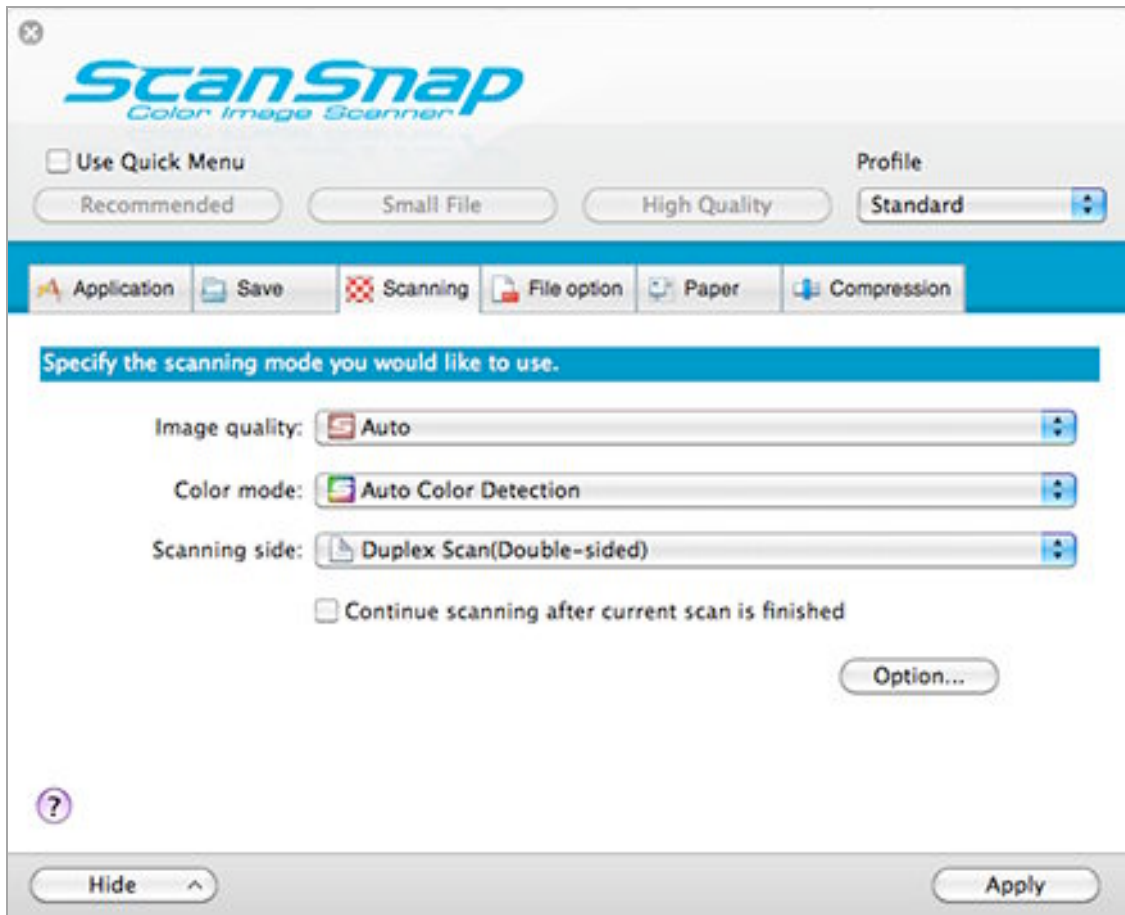 ScanSnap
Color Image Scanner
Use Quick Menu
Profile
Recommended
Small File
High Quality
Standard
Application
Save
Scanning
File option
Paper
Compression
Specify the scanning mode you would like to use.
Image quality:
Auto
Color mode:
Auto Color Detection
Scanning side:
Duplex Scan(Double-sided)
Continue scanning after current scan is finished
Option...
?
Hide
Apply